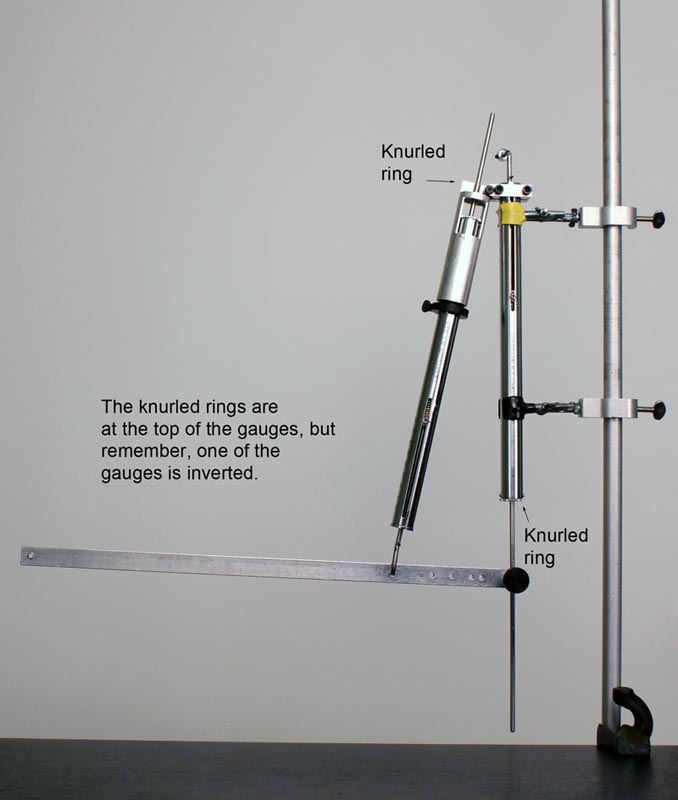 Knurled
ring
The knurled rings are
at the top of the gauges, but
remember, one of the
gauges is inverted.
Knurled
ring